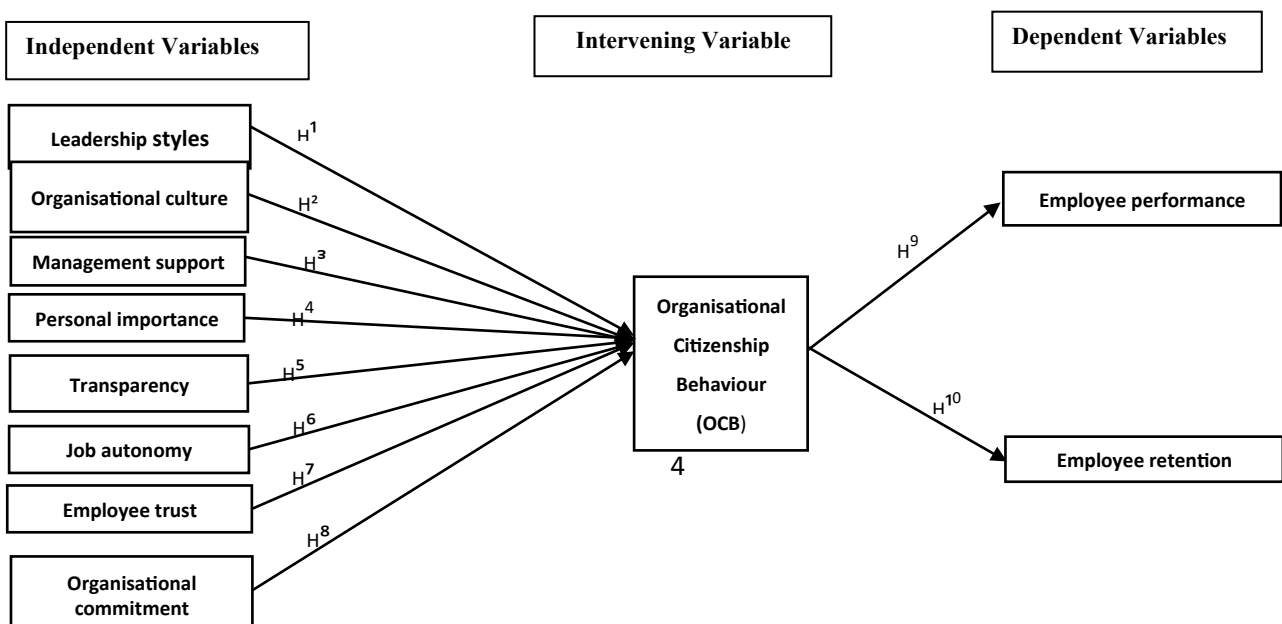 Independent Variables
Intervening Variable
Dependent Variables
Leadership styles
Organisational culture
Management support
Personal importance
Transparency
Job autonomy
Employee trust
Organisational
commitment
H¹
H²
H³
H⁴
H⁵
H⁶
H⁷
H⁸
Organisational
Citizenship
Behaviour
(OCB)
4
H⁹
H¹⁰
Employee performance
Employee retention